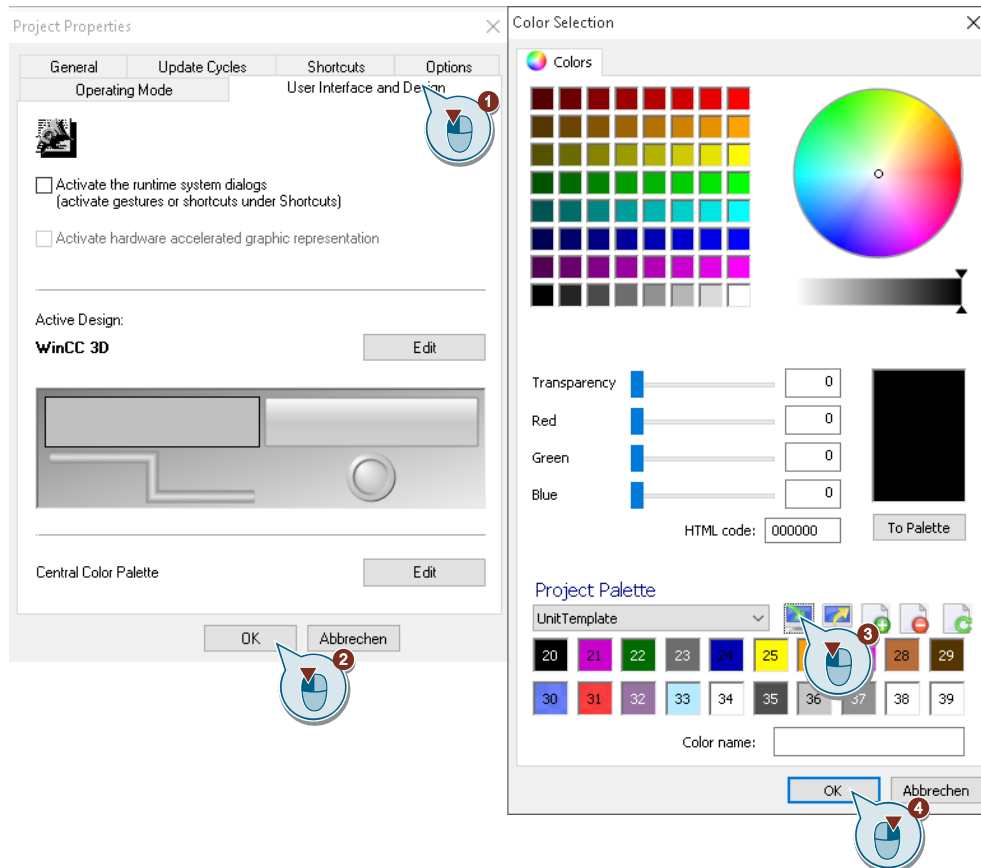 Project Properties
General
Update Cycles
Shortcuts
Options
Operating Mode
User Interface and Design
1
Activate the runtime system dialogs
(activate gestures or shortcuts under Shortcuts)
Activate hardware accelerated graphic representation
Active Design:
WinCC 3D
Edit
Central Color Palette
Edit
OK
Abbrechen
2
Color Selection
Colors
Transparency
0
Red
0
Green
0
Blue
0
HTML code:
000000
To Palette
Project Palette
UnitTemplate
3
20 21 22 23 24 25 28 29
30 31 32 33 34 35 36 37 38 39
Color name:
OK
Abbrechen
4